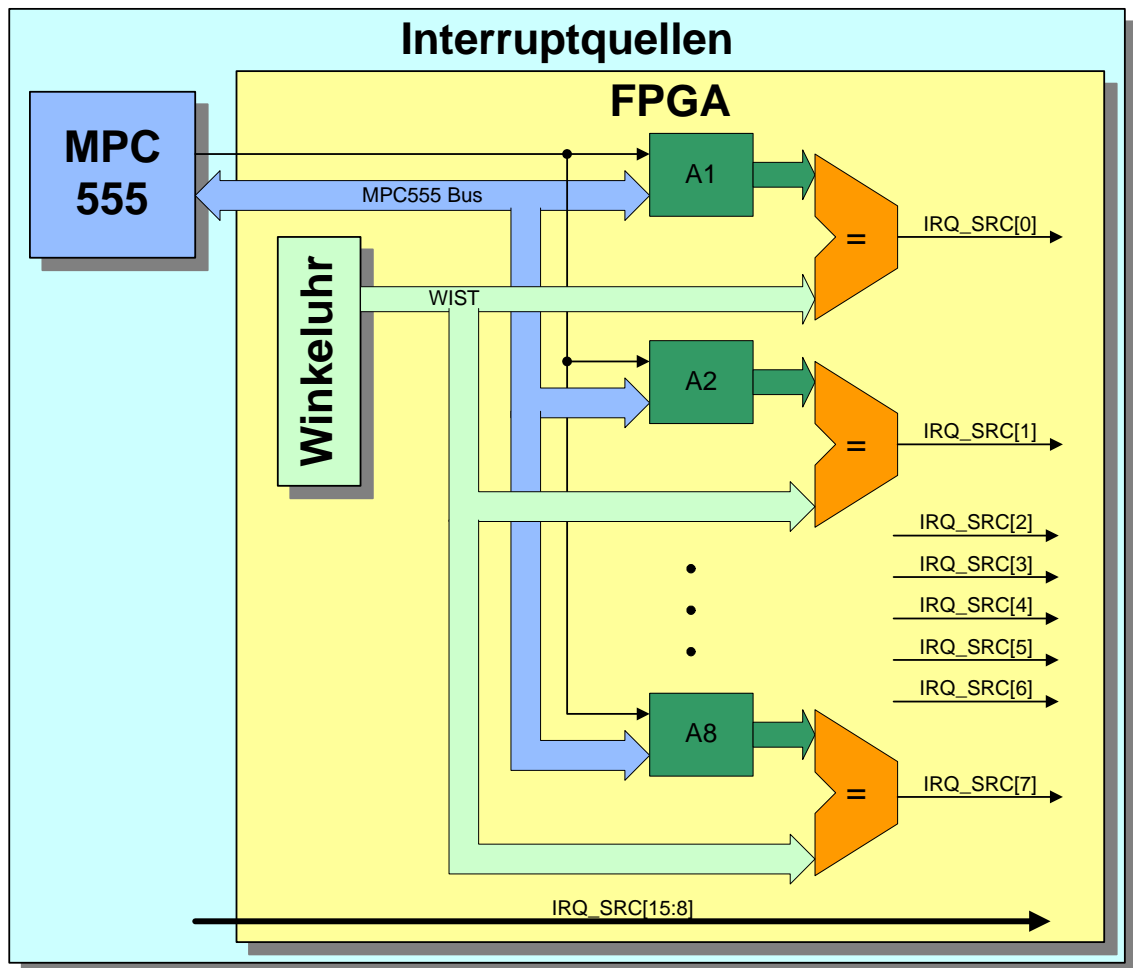 Interruptquellen
FPGA
MPC
555
A1
MPC555 Bus
IRQ_SRC[0]
=
Winkeluhr
WIST
A2
IRQ_SRC[1]
=
IRQ_SRC[2]
IRQ_SRC[3]
IRQ_SRC[4]
IRQ_SRC[5]
IRQ_SRC[6]
A8
IRQ_SRC[7]
=
IRQ_SRC[15:8]